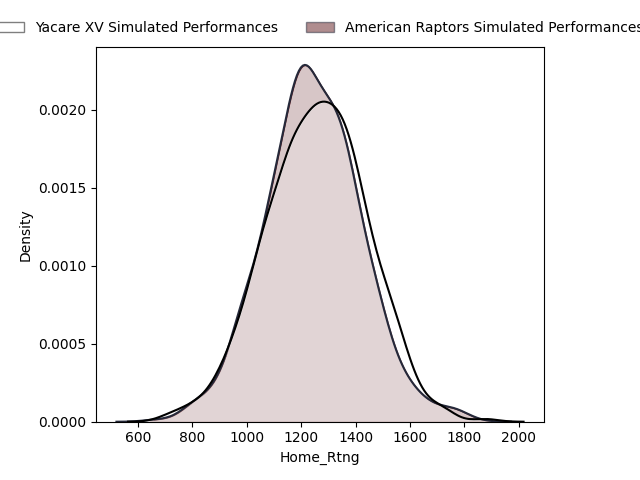 Yacare XV Simulated Performances American Raptors Simulated Performances
0.0020
0.0015
0.0010
0.0005
0.0000
Density
600 800 1000 1200 1400 1600 1800 2000
Home_Rtng